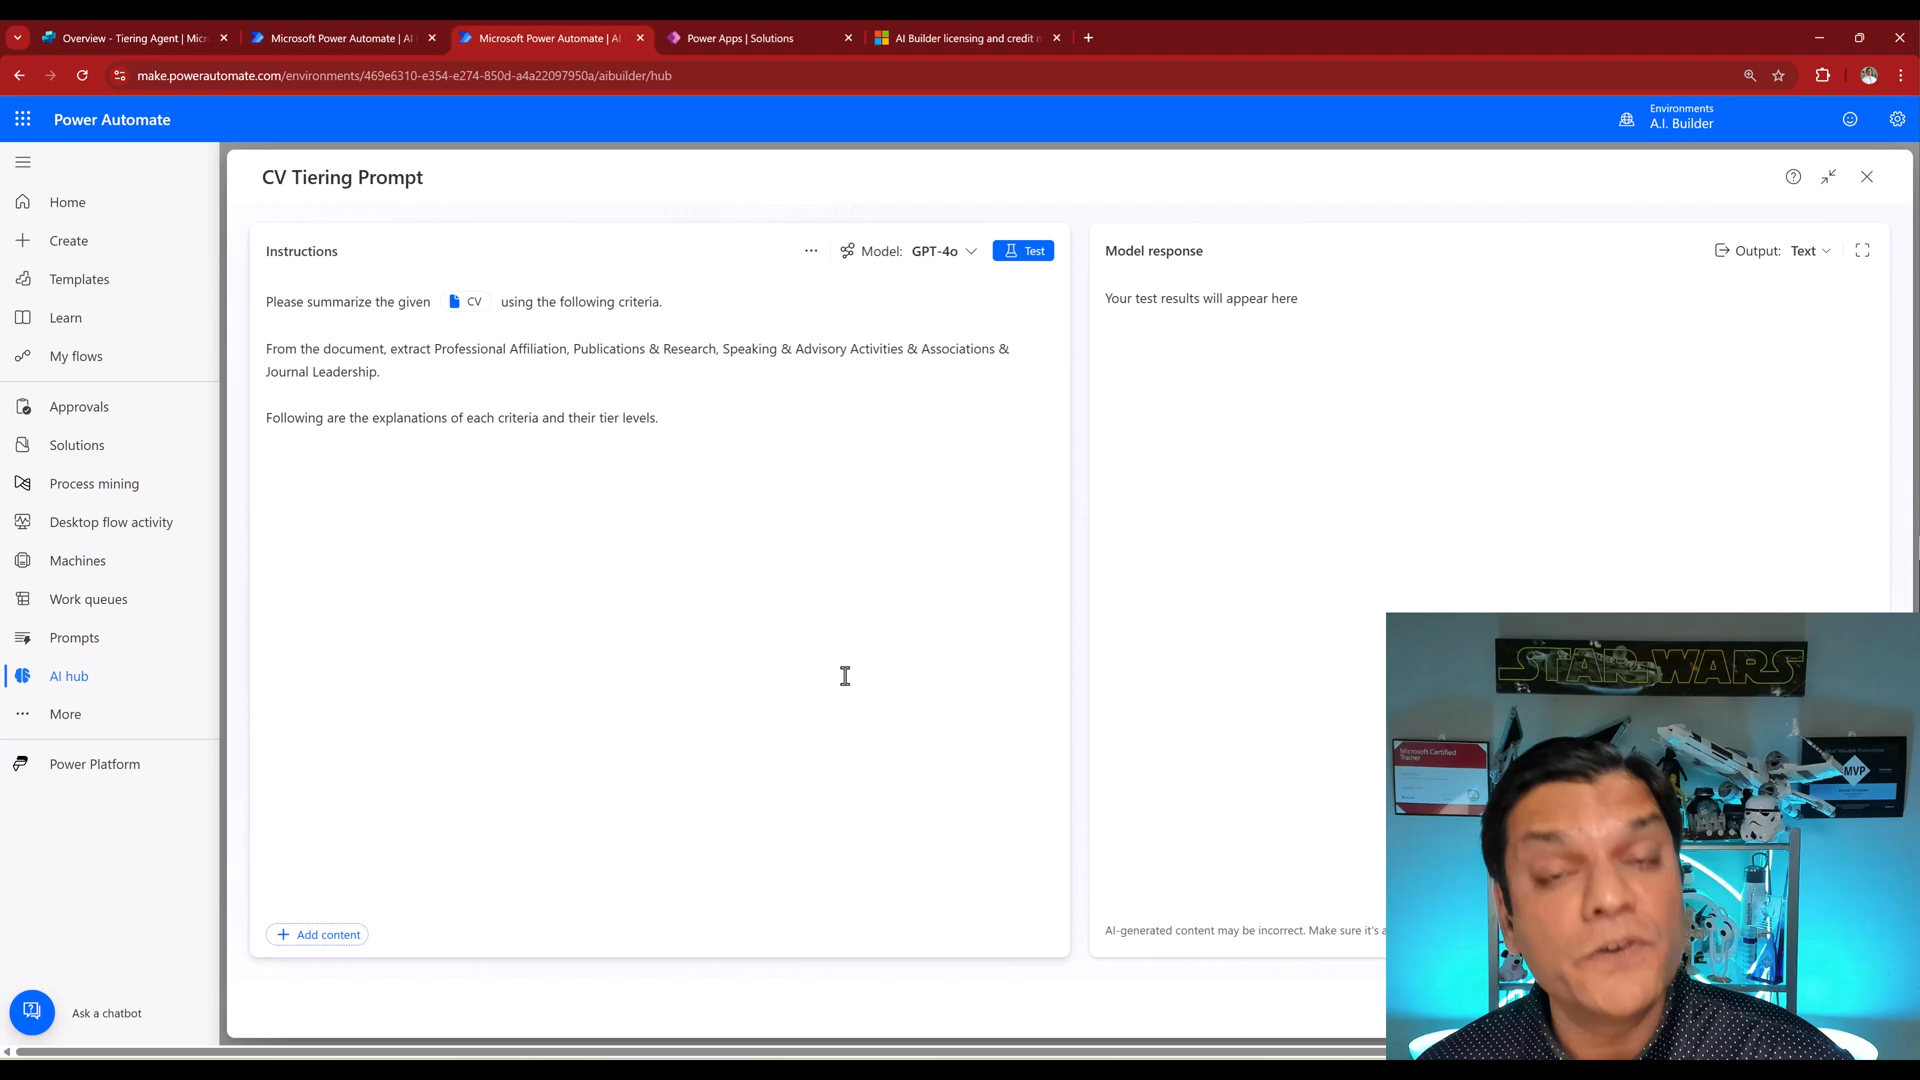 Overview - Tiering Agent | Micr
Microsoft Power Automate | AI
Microsoft Power Automate | AI
Power Apps | Solutions
AI Builder licensing and credit m
make.powerautomate.com/environments/469e6310-e354-e274-850d-a4a22097950a/aibuilder/hub
Power Automate
Environments
A.I. Builder
Home
Create
Templates
Learn
My flows
Approvals
Solutions
Process mining
Desktop flow activity
Machines
Work queues
Prompts
AI hub
More
Power Platform
Ask a chatbot
CV Tiering Prompt
Instructions
Model: GPT-4o
Test
Please summarize the given CV using the following criteria.
From the document, extract Professional Affiliation, Publications & Research, Speaking & Advisory Activities & Associations &
Journal Leadership.
Following are the explanations of each criteria and their tier levels.
Add content
Model response
Output: Text
Your test results will appear here
AI-generated content may be incorrect. Make sure it's a
STAR WARS
Microsoft Certified
Trainer
MVP